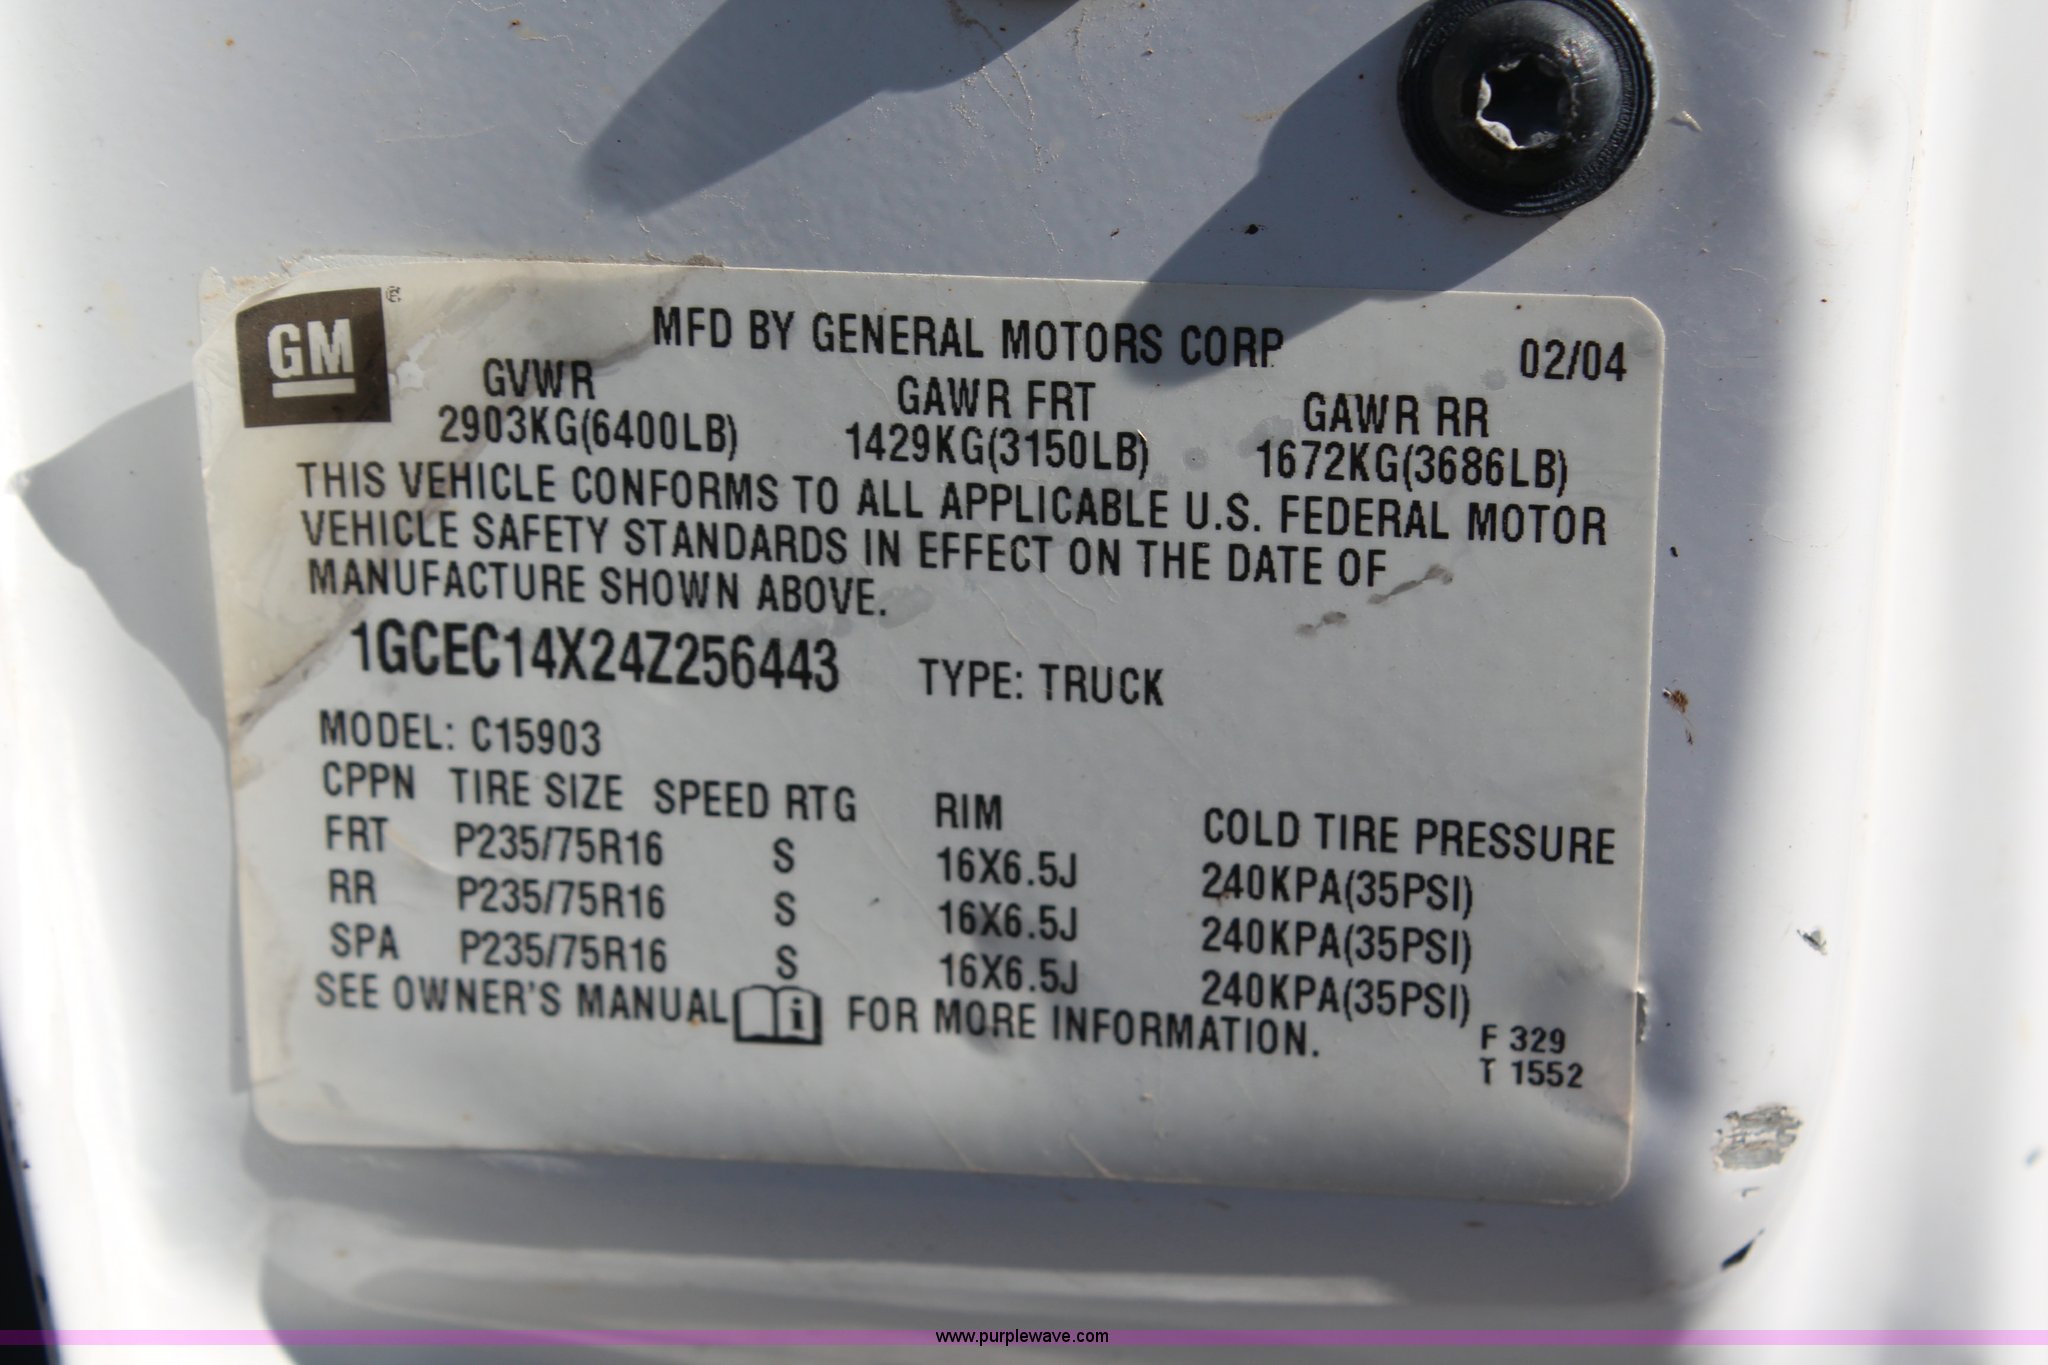 GM
MFD BY GENERAL MOTORS CORP 02/04
GVWR GAWR FRT GAWR RR
2903KG(6400LB) 1429KG(3150LB) 1672KG(3686LB)
THIS VEHICLE CONFORMS TO ALL APPLICABLE U.S. FEDERAL MOTOR
VEHICLE SAFETY STANDARDS IN EFFECT ON THE DATE OF
MANUFACTURE SHOWN ABOVE.
1GCEC14X24Z256443 TYPE: TRUCK
MODEL: C15903
CPPN TIRE SIZE SPEED RTG RIM COLD TIRE PRESSURE
FRT P235/75R16 S 16X6.5J 240KPA(35PSI)
RR P235/75R16 S 16X6.5J 240KPA(35PSI)
SPA P235/75R16 S 16X6.5J 240KPA(35PSI)
SEE OWNER'S MANUAL i FOR MORE INFORMATION.
F 329
T 1552
www.purplewave.com